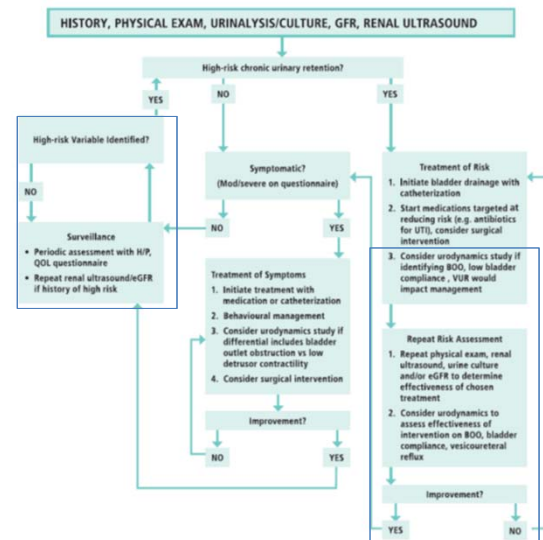 HISTORY, PHYSICAL EXAM, URINALYSIS/CULTURE, GFR, RENAL ULTRASOUND
High-risk chronic urinary retention?
YES
NO
YES
High-risk Variable Identified?
NO
Surveillance
• Periodic assessment with H/P,
QOL questionnaire
• Repeat renal ultrasound/eGFR
if history of high risk
Symptomatic?
(Mod/severe on questionnaire)
NO
YES
Treatment of Symptoms
1. Initiate treatment with
medication or catheterization
2. Behavioural management
3. Consider urodynamics study if
differential includes bladder
outlet obstruction vs low
detrusor contractility
4. Consider surgical intervention
Improvement?
NO
YES
Treatment of Risk
1. Initiate bladder drainage with
catheterization
2. Start medications targeted at
reducing risk (e.g. antibiotics
for UTI), consider surgical
intervention
3. Consider urodynamics study if
identifying BOO, low bladder
compliance , VUR would
impact management
Repeat Risk Assessment
1. Repeat physical exam, renal
ultrasound, urine culture
and/or eGFR to determine
effectiveness of chosen
treatment
2. Consider urodynamics to
assess effectiveness of
intervention on BOO, bladder
compliance, vesicoureteral
reflux
Improvement?
YES
NO